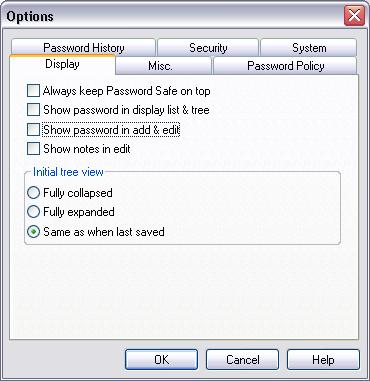 Options
Password History Security System
Display Misc. Password Policy
Always keep Password Safe on top
Show password in display list & tree
Show password in add & edit
Show notes in edit
Initial tree view
Fully collapsed
Fully expanded
Same as when last saved
OK Cancel Help